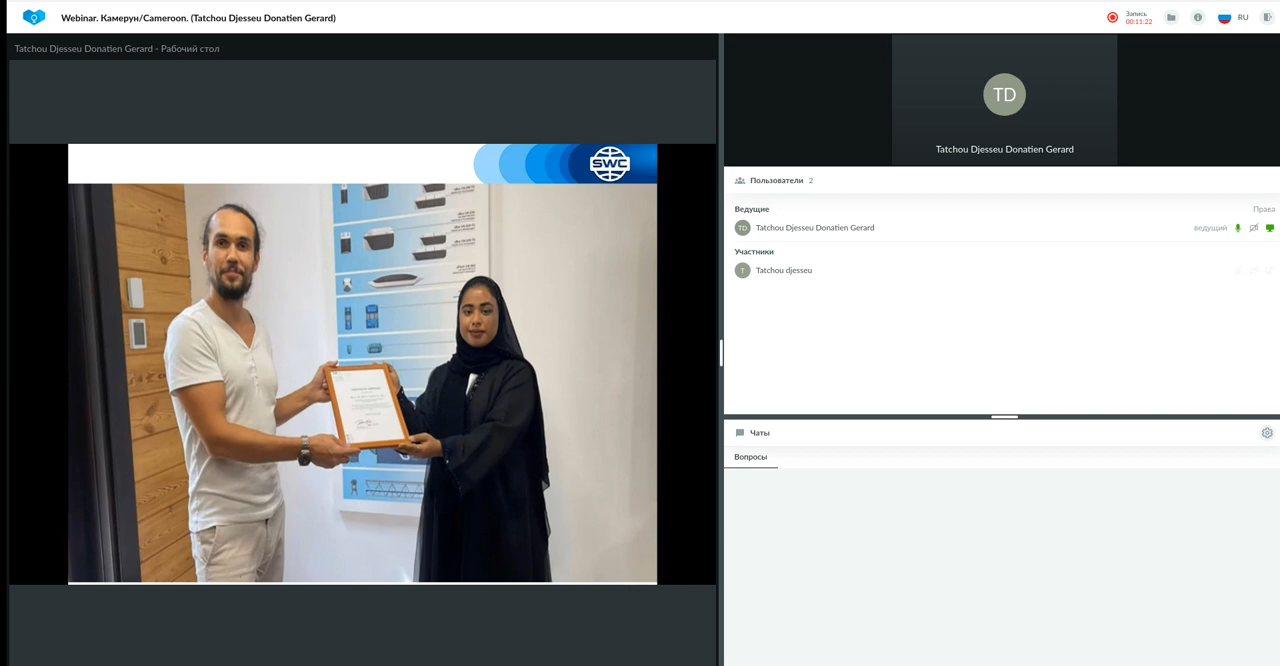 Webinar. Камерун/Cameroon. (Tatchou Djesseu Donatien Gerard)
Запись
00:11:22
RU
Tatchou Djesseu Donatien Gerard - Рабочий стол
SWC
TD
Tatchou Djesseu Donatien Gerard
Пользователи 2
Ведущие Права
TD Tatchou Djesseu Donatien Gerard ведущий
Участники
T Tatchou djesseu
Чаты
Вопросы